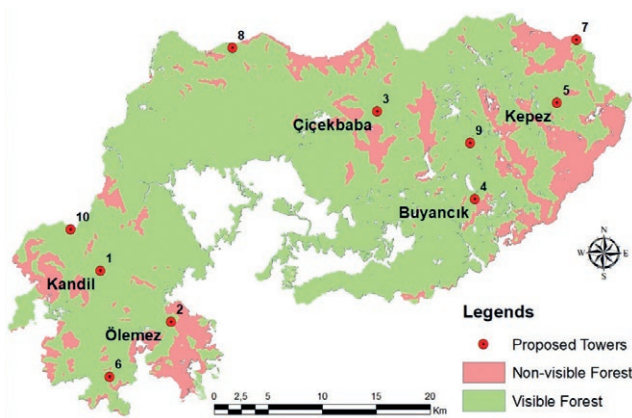 7
8
5
3
Çiçekbaba
Kepez
9
4
Buyancık
10
1
Kandil
N
W E
S
2
Ölemez
6
Legends
Proposed Towers
Non-visible Forest
Visible Forest
0 2,5 5 10 15 20
Km